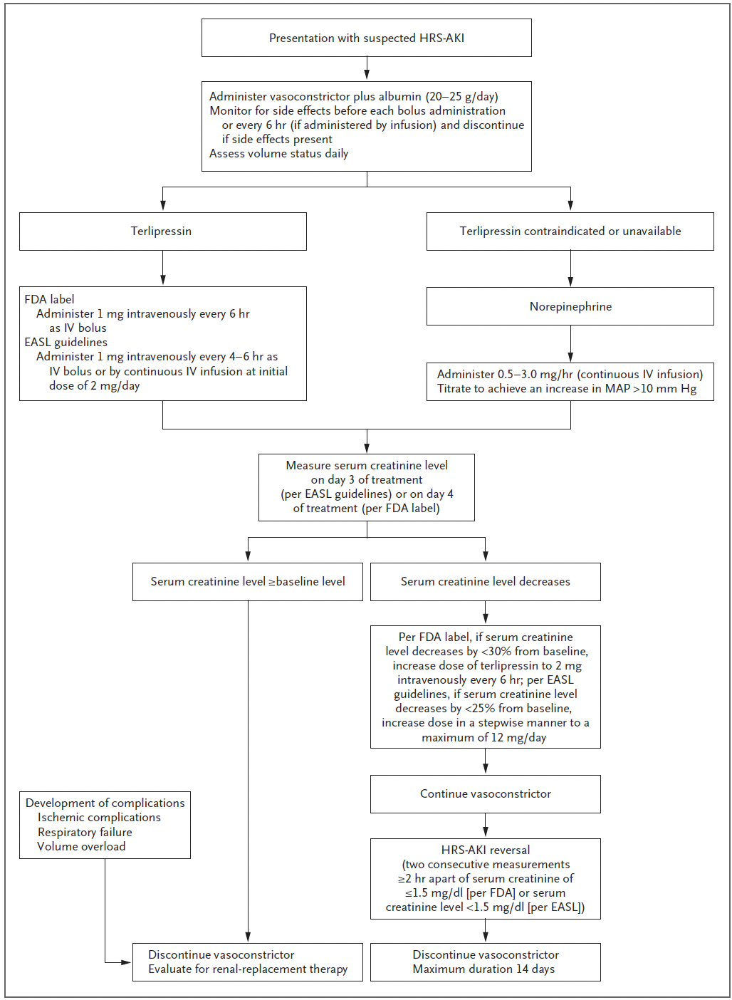 Presentation with suspected HRS-AKI
Administer vasoconstrictor plus albumin (20–25 g/day)
Monitor for side effects before each bolus administration
or every 6 hr (if administered by infusion) and discontinue
if side effects present
Assess volume status daily
Terlipressin
Terlipressin contraindicated or unavailable
FDA label
Administer 1 mg intravenously every 6 hr
as IV bolus
EASL guidelines
Administer 1 mg intravenously every 4–6 hr as
IV bolus or by continuous IV infusion at initial
dose of 2 mg/day
Norepinephrine
Administer 0.5–3.0 mg/hr (continuous IV infusion)
Titrate to achieve an increase in MAP >10 mm Hg
Measure serum creatinine level
on day 3 of treatment
(per EASL guidelines) or on day 4
of treatment (per FDA label)
Serum creatinine level ≥baseline level
Serum creatinine level decreases
Per FDA label, if serum creatinine
level decreases by <30% from baseline,
increase dose of terlipressin to 2 mg
intravenously every 6 hr; per EASL
guidelines, if serum creatinine level
decreases by <25% from baseline,
increase dose in a stepwise manner to a
maximum of 12 mg/day
Continue vasoconstrictor
Development of complications
Ischemic complications
Respiratory failure
Volume overload
HRS-AKI reversal
(two consecutive measurements
≥2 hr apart of serum creatinine of
≤1.5 mg/dl [per FDA] or serum
creatinine level <1.5 mg/dl [per EASL])
Discontinue vasoconstrictor
Evaluate for renal-replacement therapy
Discontinue vasoconstrictor
Maximum duration 14 days